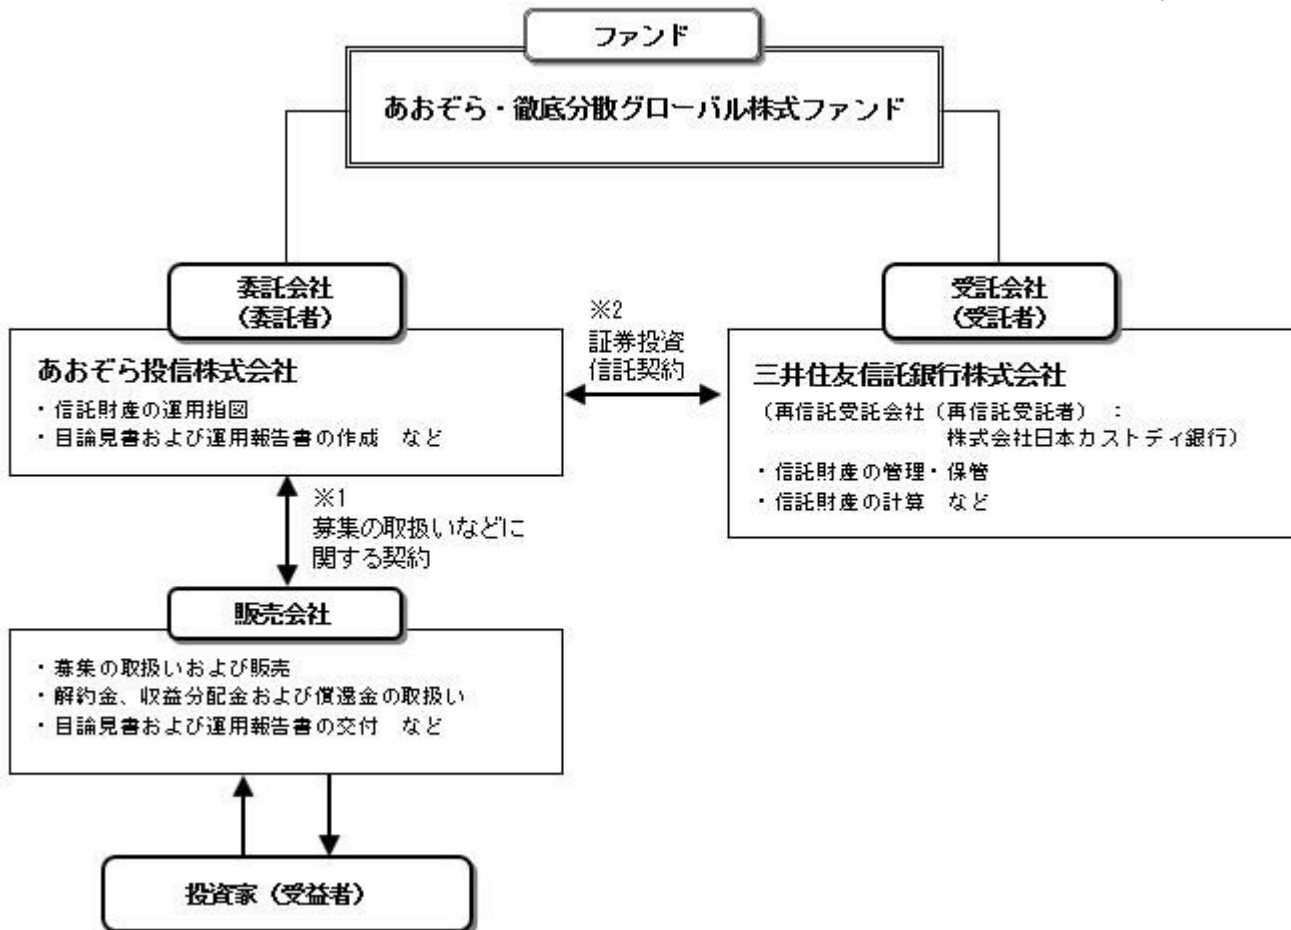 ファンド
あおぞら・徹底分散グローバル株式ファンド
委託会社
（委託者）
あおぞら投信株式会社
・信託財産の運用指図
・目論見書および運用報告書の作成　など
※2
証券投資
信託契約
受託会社
（受託者）
三井住友信託銀行株式会社
（再信託受託会社（再信託受託者）　：
株式会社日本カストディ銀行）
・信託財産の管理・保管
・信託財産の計算　など
※1
募集の取扱いなどに
関する契約
販売会社
・募集の取扱いおよび販売
・解約金、収益分配金および償還金の取扱い
・目論見書および運用報告書の交付　など
投資家（受益者）